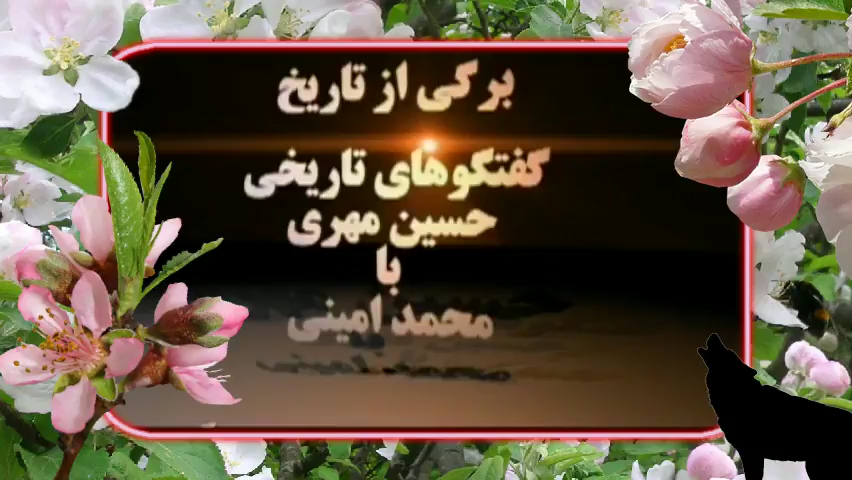 برگی از تاریخ
گفتگوهای تاریخی
حسین مهری
با
محمد امینی